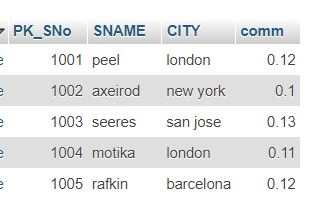 PK_SNo SNAME CITY comm
e 1001 peel london 0.12
e 1002 axeirod new york 0.1
e 1003 seeres san jose 0.13
e 1004 motika london 0.11
e 1005 rafkin barcelona 0.12